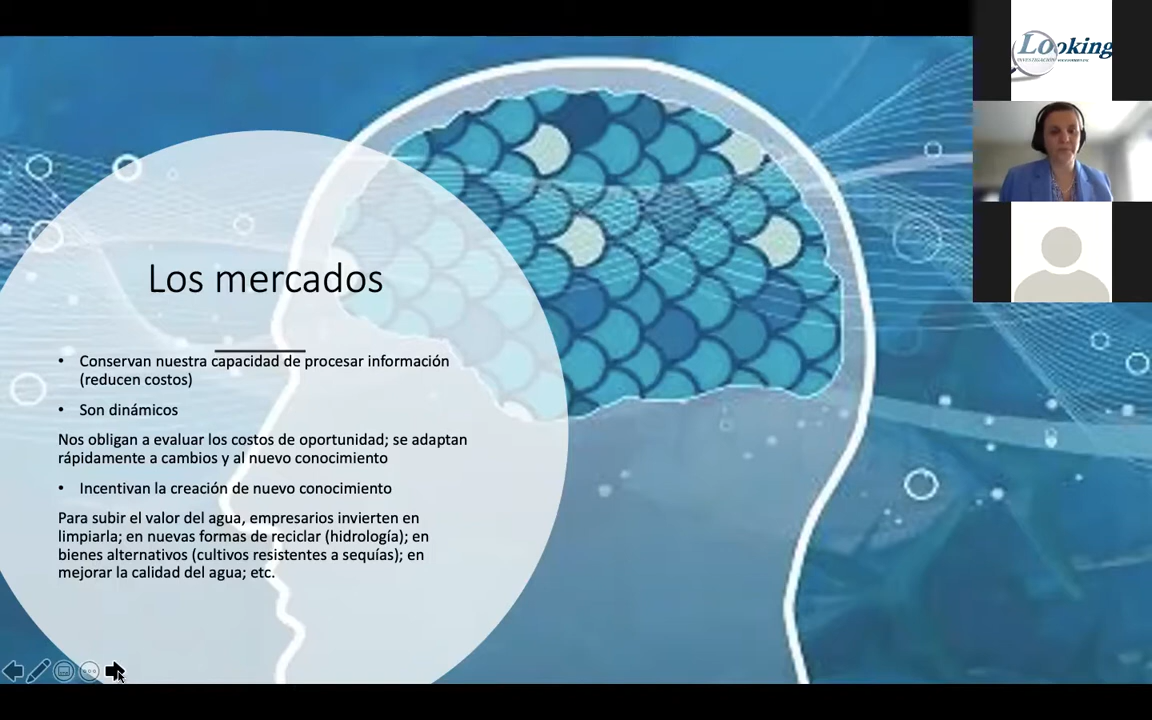 Looking
INVESTIGACIÓN
Los mercados
• Conservan nuestra capacidad de procesar información
(reducen costos)
• Son dinámicos
Nos obligan a evaluar los costos de oportunidad; se adaptan
rápidamente a cambios y al nuevo conocimiento
• Incentivan la creación de nuevo conocimiento
Para subir el valor del agua, empresarios invierten en
limpiarla; en nuevas formas de reciclar (hidrología); en
bienes alternativos (cultivos resistentes a sequías); en
mejorar la calidad del agua; etc.